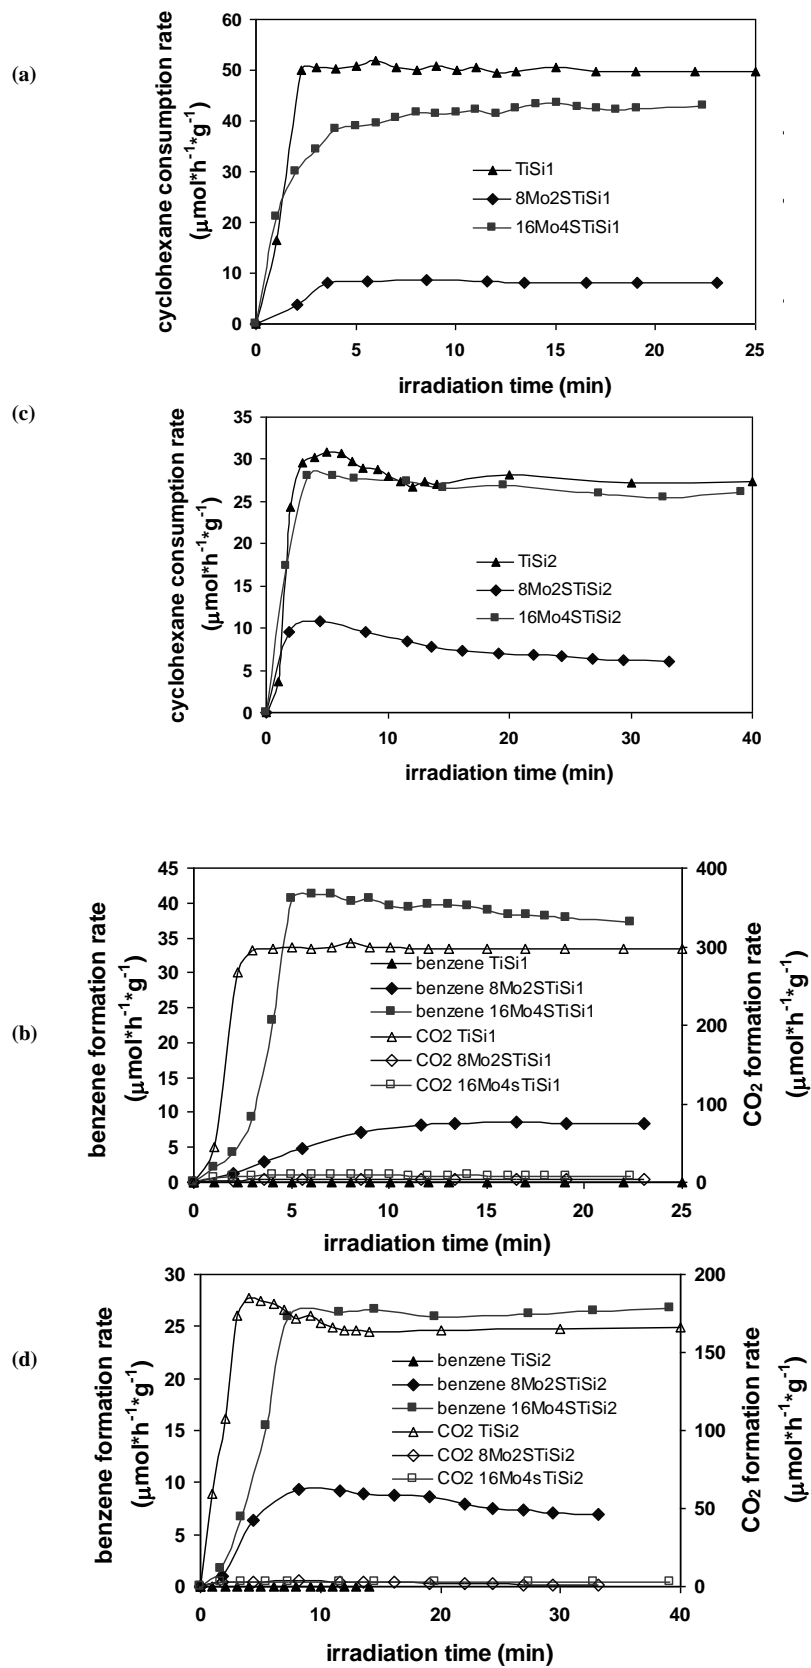 (a)
cyclohexane consumption rate
(μmol*h⁻¹*g⁻¹)
60
50
40
30
20
10
0
TiSi1
8Mo2STiSi1
16Mo4STiSi1
0 5 10 15 20 25
irradiation time (min)
(c)
cyclohexane consumption rate
(μmol*h⁻¹*g⁻¹)
35
30
25
20
15
10
5
0
TiSi2
8Mo2STiSi2
16Mo4STiSi2
0 10 20 30 40
irradiation time (min)
(b)
benzene formation rate
(μmol*h⁻¹*g⁻¹)
45
40
35
30
25
20
15
10
5
0
benzene TiSi1
benzene 8Mo2STiSi1
benzene 16Mo4STiSi1
CO2 TiSi1
CO2 8Mo2STiSi1
CO2 16Mo4sTiSi1
400
300
200
100
0
CO₂ formation rate
(μmol*h⁻¹*g⁻¹)
0 5 10 15 20 25
irradiation time (min)
(d)
benzene formation rate
(μmol*h⁻¹*g⁻¹)
30
25
20
15
10
5
0
benzene TiSi2
benzene 8Mo2STiSi2
benzene 16Mo4STiSi2
CO2 TiSi2
CO2 8Mo2STiSi2
CO2 16Mo4sTiSi2
200
150
100
50
0
CO₂ formation rate
(μmol*h⁻¹*g⁻¹)
0 10 20 30 40
irradiation time (min)